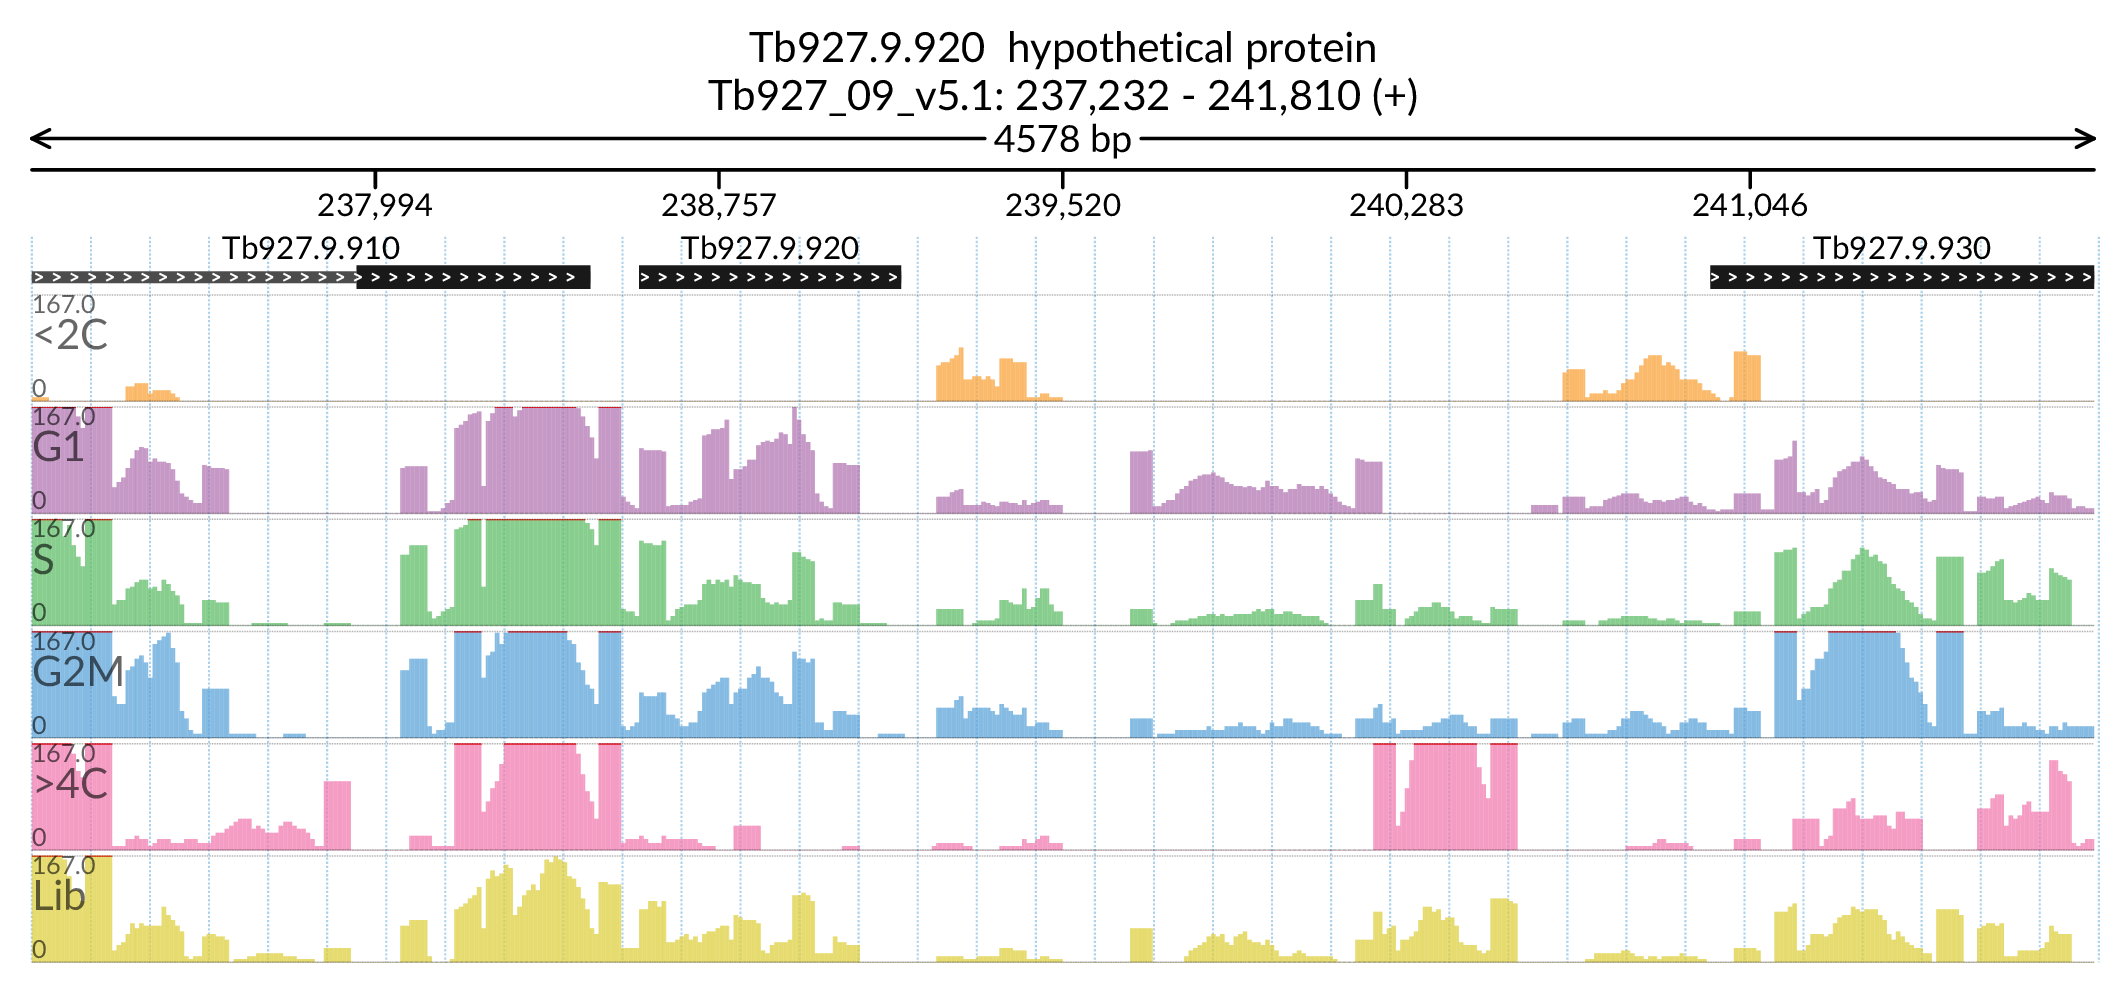 Tb927.9.920  hypothetical protein
Tb927_09_v5.1: 237,232 - 241,810 (+)
4578 bp
237,994 238,757 239,520 240,283 241,046
Tb927.9.910 Tb927.9.920 Tb927.9.930
167.0
<2C
0
167.0
G1
0
167.0
S
0
167.0
G2M
0
167.0
>4C
0
167.0
Lib
0